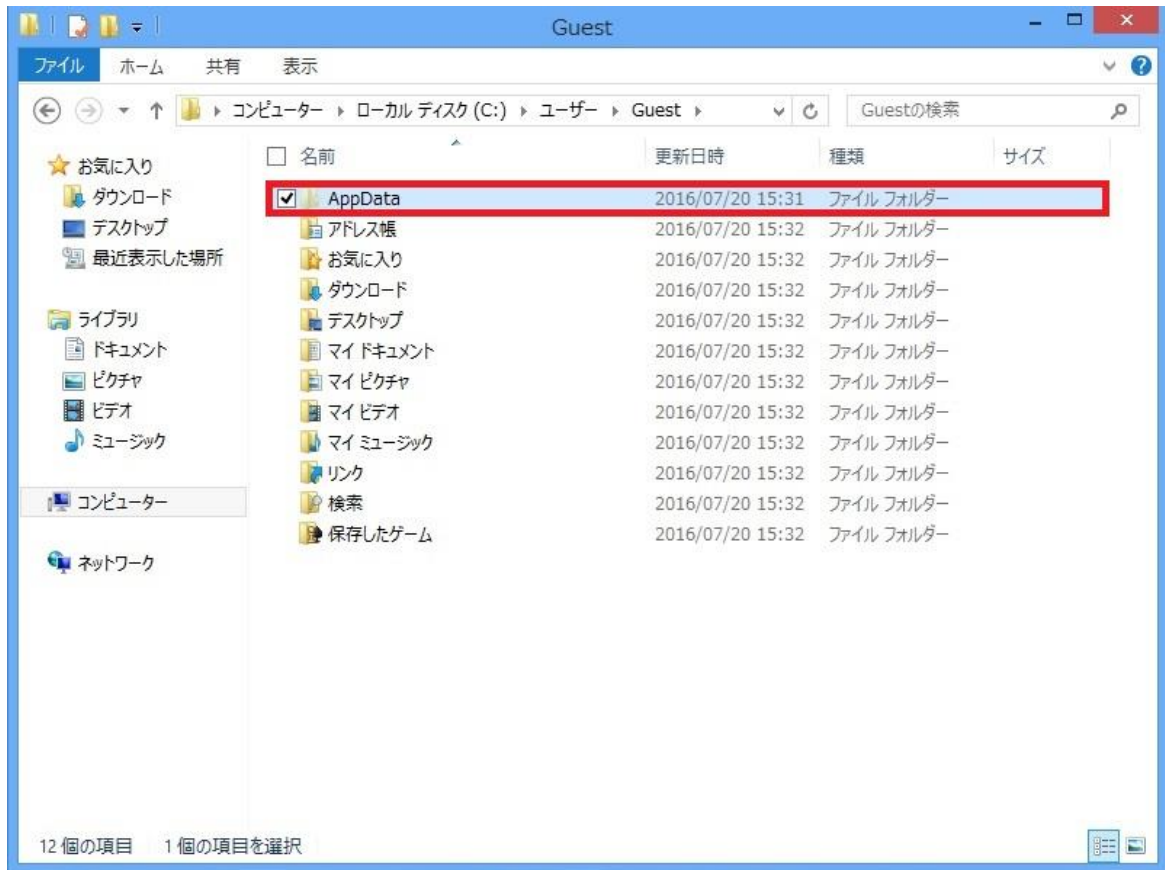 Guest
ファイル ホーム 共有 表示
コンピューター ローカル ディスク (C:) ユーザー Guest Guestの検索
名前 更新日時 種類 サイズ
お気に入り
ダウンロード
デスクトップ
最近表示した場所
ライブラリ
ドキュメント
ピクチャ
ビデオ
ミュージック
コンピューター
ネットワーク
AppData 2016/07/20 15:31 ファイル フォルダー
アドレス帳 2016/07/20 15:32 ファイル フォルダー
お気に入り 2016/07/20 15:32 ファイル フォルダー
ダウンロード 2016/07/20 15:32 ファイル フォルダー
デスクトップ 2016/07/20 15:32 ファイル フォルダー
マイ ドキュメント 2016/07/20 15:32 ファイル フォルダー
マイ ピクチャ 2016/07/20 15:32 ファイル フォルダー
マイ ビデオ 2016/07/20 15:32 ファイル フォルダー
マイ ミュージック 2016/07/20 15:32 ファイル フォルダー
リンク 2016/07/20 15:32 ファイル フォルダー
検索 2016/07/20 15:32 ファイル フォルダー
保存したゲーム 2016/07/20 15:32 ファイル フォルダー
12 個の項目 1 個の項目を選択